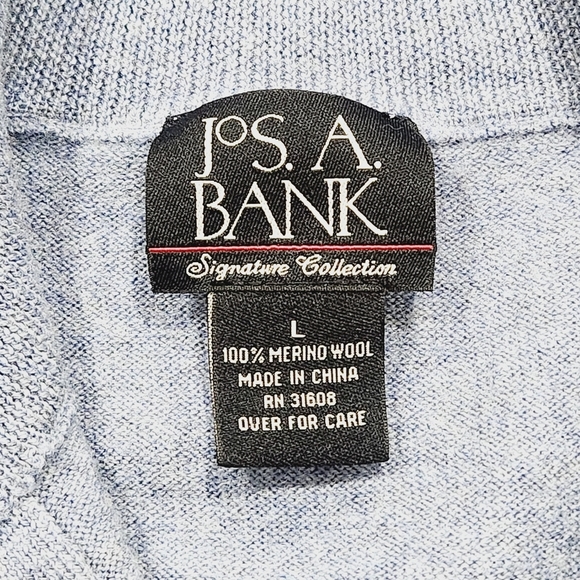 JoS. A.
BANK
Signature Collection
L
100% MERINO WOOL
MADE IN CHINA
RN 31608
OVER FOR CARE